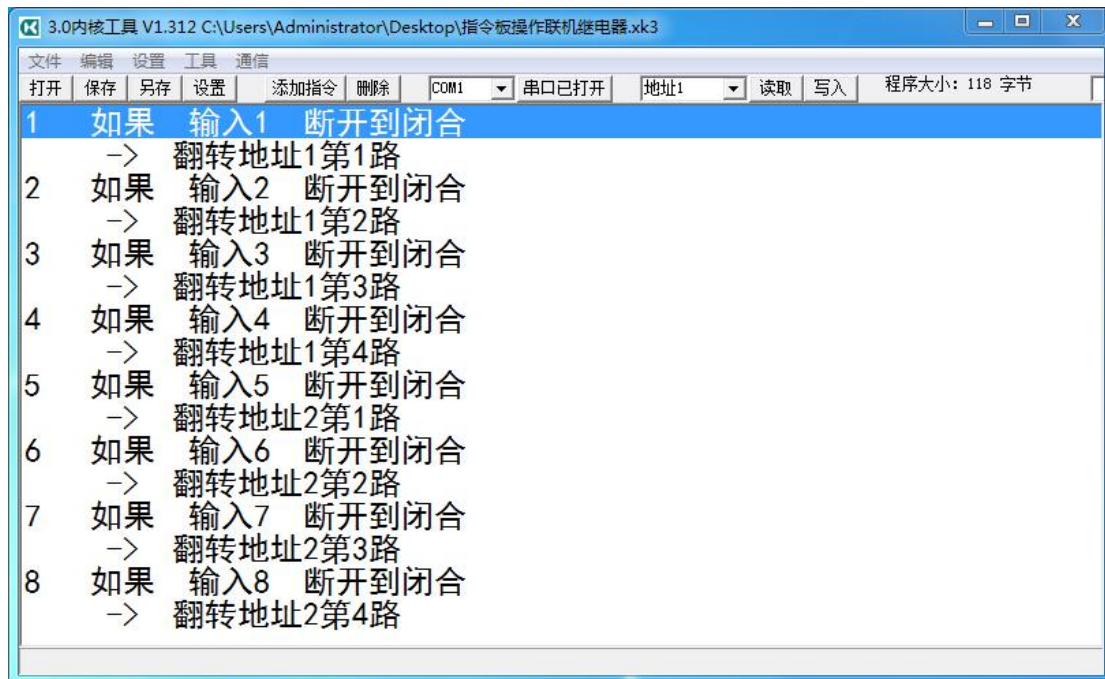 3.0内核工具 V1.312 C:\Users\Administrator\Desktop\指令板操作联机继电器.xk3
文件 编辑 设置 工具 通信
打开 保存 另存 设置 添加指令 删除 COM1 串口已打开 地址1 读取 写入 程序大小: 118 字节
1 如果 输入1 断开到闭合
-> 翻转地址1第1路
2 如果 输入2 断开到闭合
-> 翻转地址1第2路
3 如果 输入3 断开到闭合
-> 翻转地址1第3路
4 如果 输入4 断开到闭合
-> 翻转地址1第4路
5 如果 输入5 断开到闭合
-> 翻转地址2第1路
6 如果 输入6 断开到闭合
-> 翻转地址2第2路
7 如果 输入7 断开到闭合
-> 翻转地址2第3路
8 如果 输入8 断开到闭合
-> 翻转地址2第4路